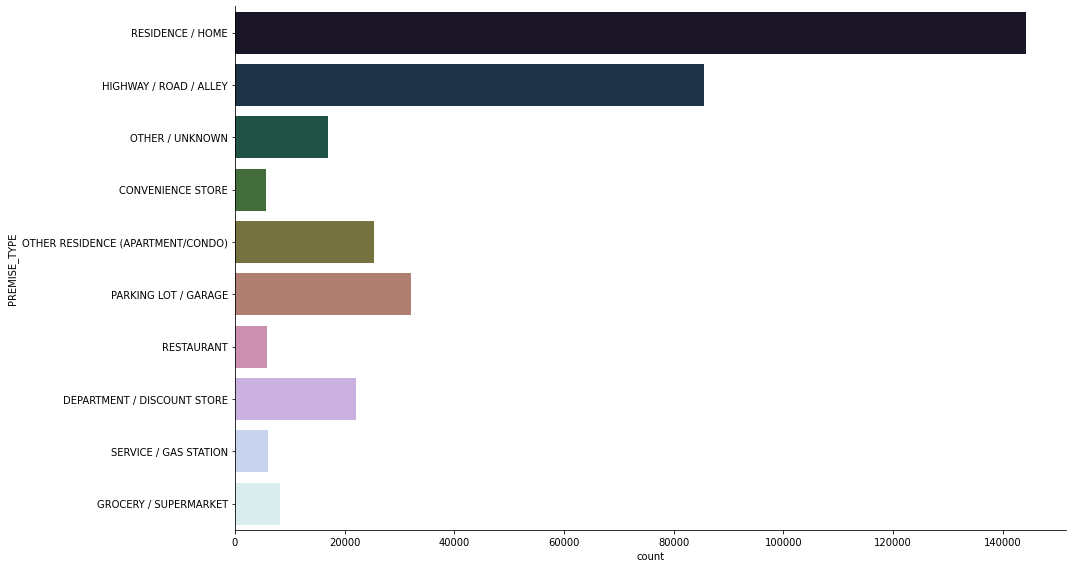 RESIDENCE / HOME
HIGHWAY / ROAD / ALLEY
OTHER / UNKNOWN
CONVENIENCE STORE
OTHER RESIDENCE (APARTMENT/CONDO)
PARKING LOT / GARAGE
RESTAURANT
DEPARTMENT / DISCOUNT STORE
SERVICE / GAS STATION
GROCERY / SUPERMARKET
PREMISE_TYPE
0 20000 40000 60000 80000 100000 120000 140000
count